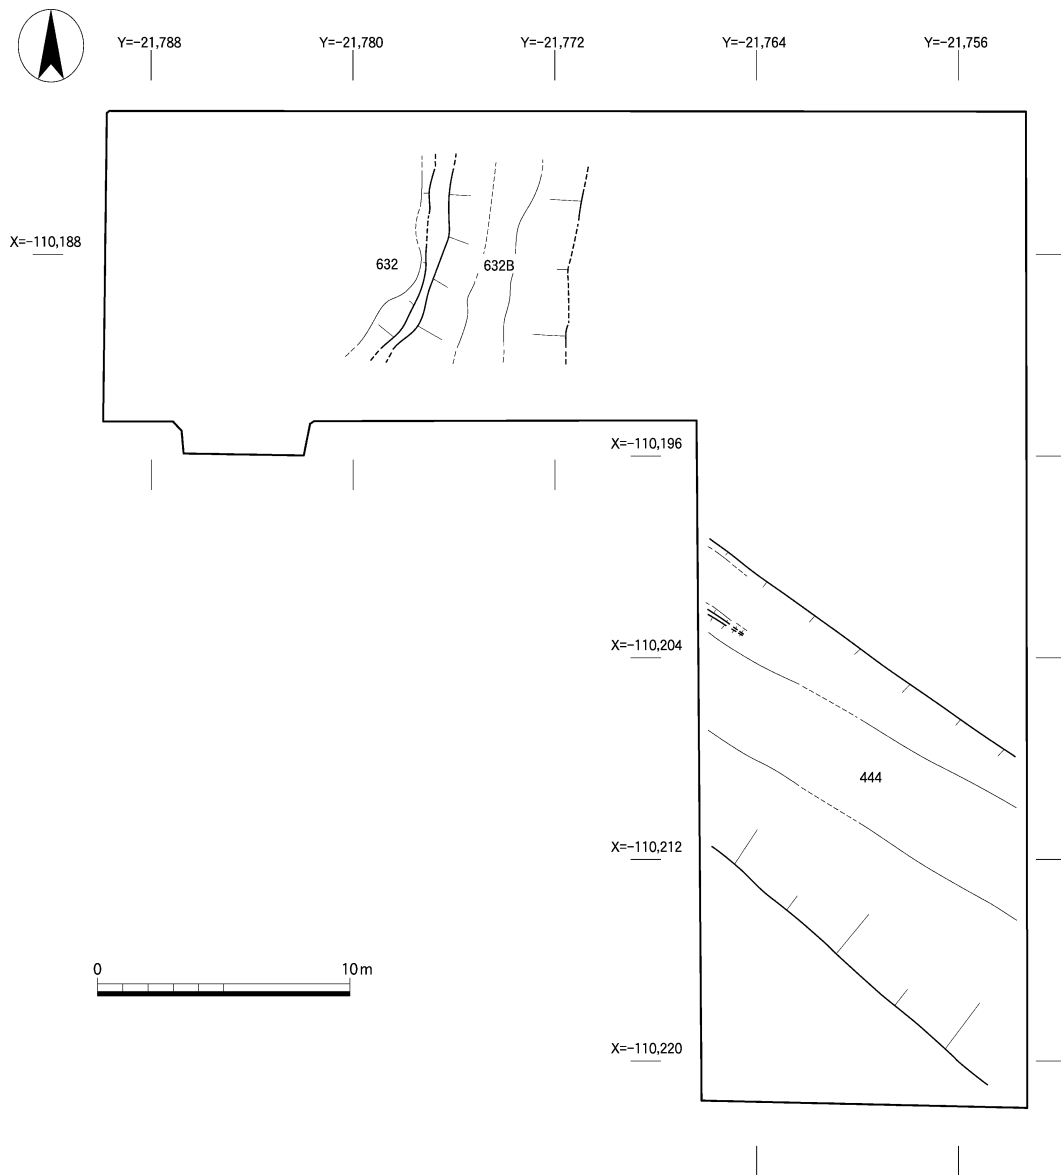 Y=−21,788
Y=−21,780
Y=−21,772
Y=−21,764
Y=−21,756
X=−110,188
632
632B
X=−110,196
X=−110,204
444
X=−110,212
0
10m
X=−110,220